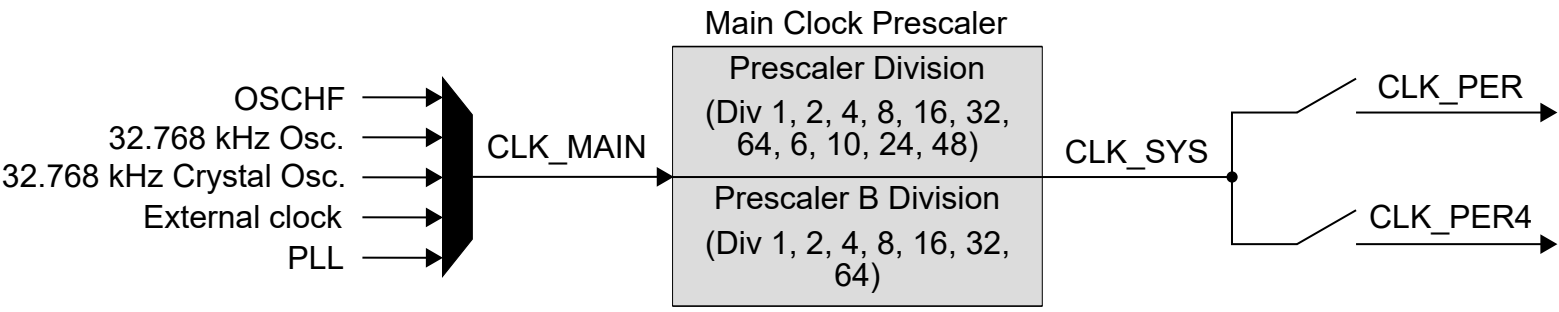 Main Clock Prescaler
OSCHF
32.768 kHz Osc.
32.768 kHz Crystal Osc.
External clock
PLL
CLK_MAIN
Prescaler Division
(Div 1, 2, 4, 8, 16, 32,
64, 6, 10, 24, 48)
Prescaler B Division
(Div 1, 2, 4, 8, 16, 32,
64)
CLK_SYS
CLK_PER
CLK_PER4